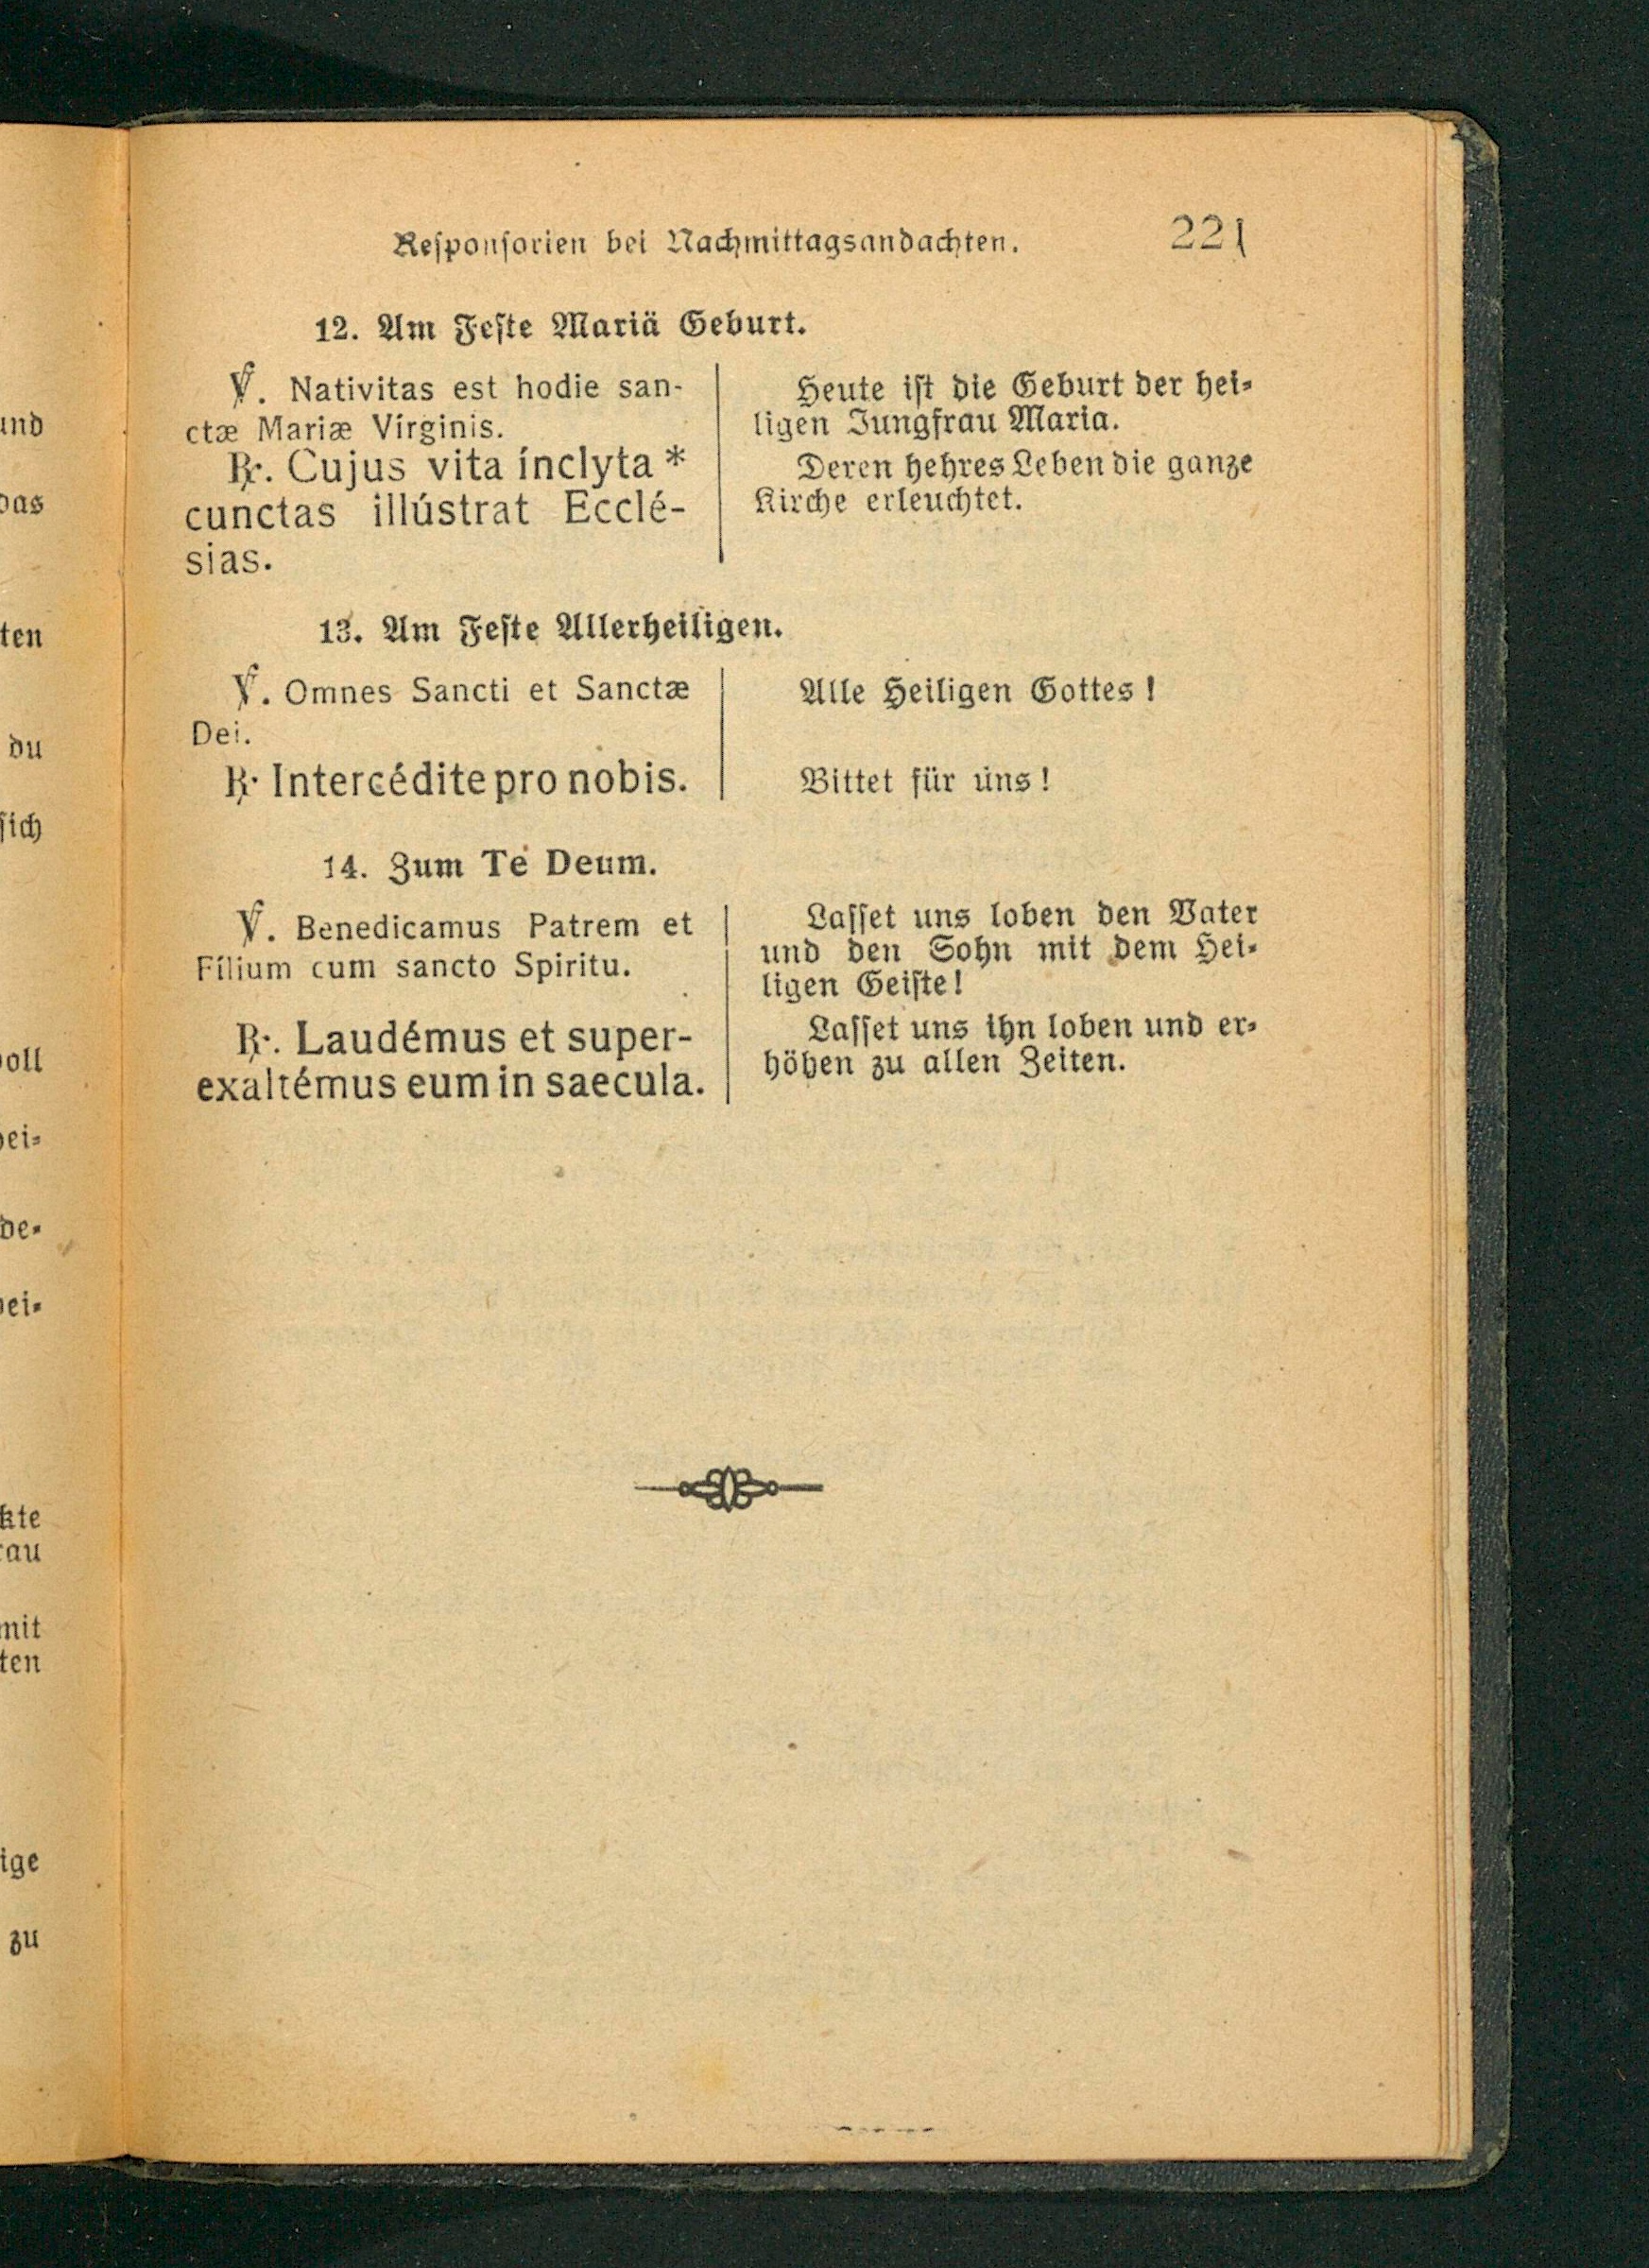 Responsorien bei Nachmittagsandachten. 221
12. Am Feste Mariä Geburt.
℣. Nativitas est hodie san-
ctæ Mariæ Vírginis.
℟. Cujus vita ínclyta *
cunctas illústrat Ecclé-
sias.
Heute ist die Geburt der hei-
ligen Jungfrau Maria.
Deren hehres Leben die ganze
Kirche erleuchtet.
13. Am Feste Allerheiligen.
℣. Omnes Sancti et Sanctæ
Dei.
℟. Intercédite pro nobis.
Alle Heiligen Gottes!
Bittet für uns!
14. Zum Te Deum.
℣. Benedicamus Patrem et
Fílium cum sancto Spiritu.
℟. Laudémus et super-
exaltémus eum in saecula.
Lasset uns loben den Vater
und den Sohn mit dem Hei-
ligen Geiste!
Lasset uns ihn loben und er-
höhen zu allen Zeiten.